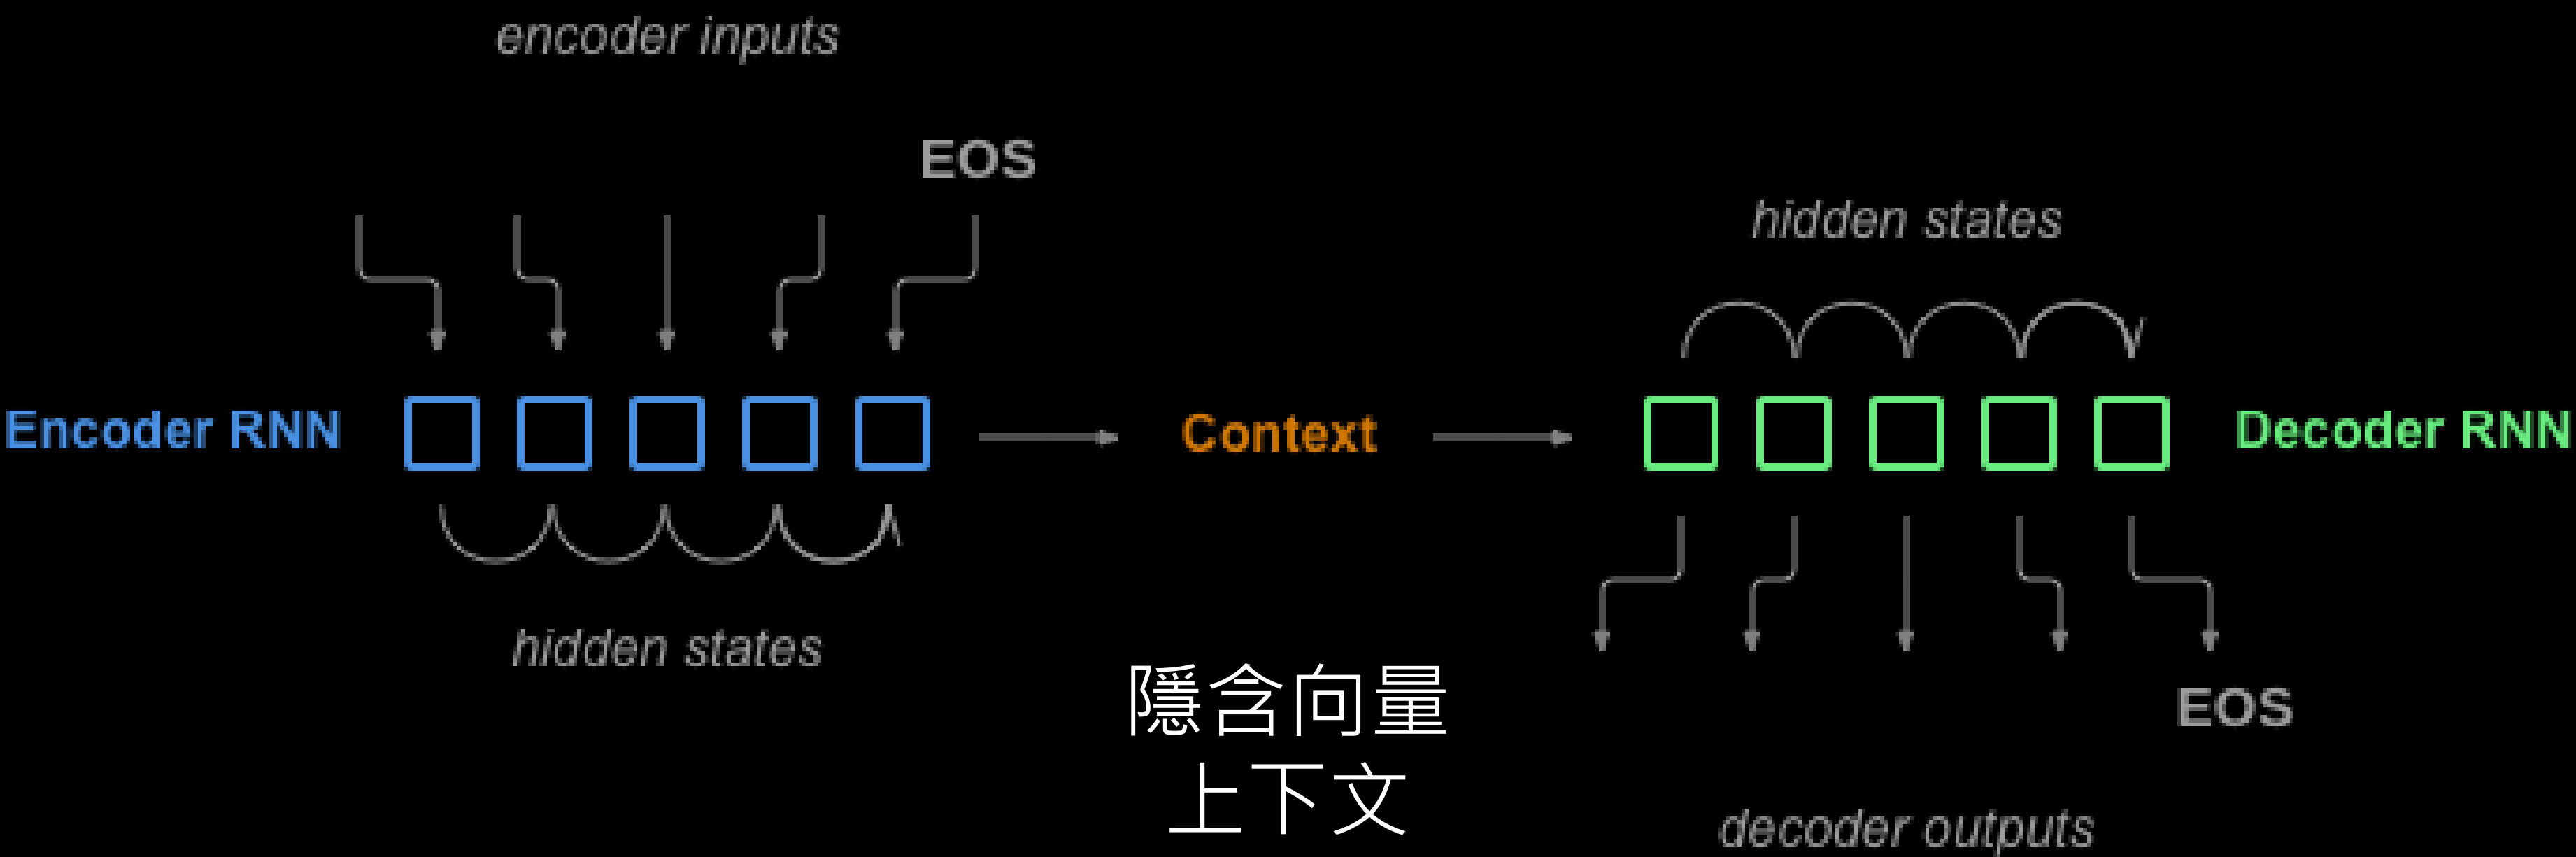 encoder inputs
EOS
hidden states
Encoder RNN
Context
Decoder RNN
hidden states
隱含向量
上下文
EOS
decoder outputs